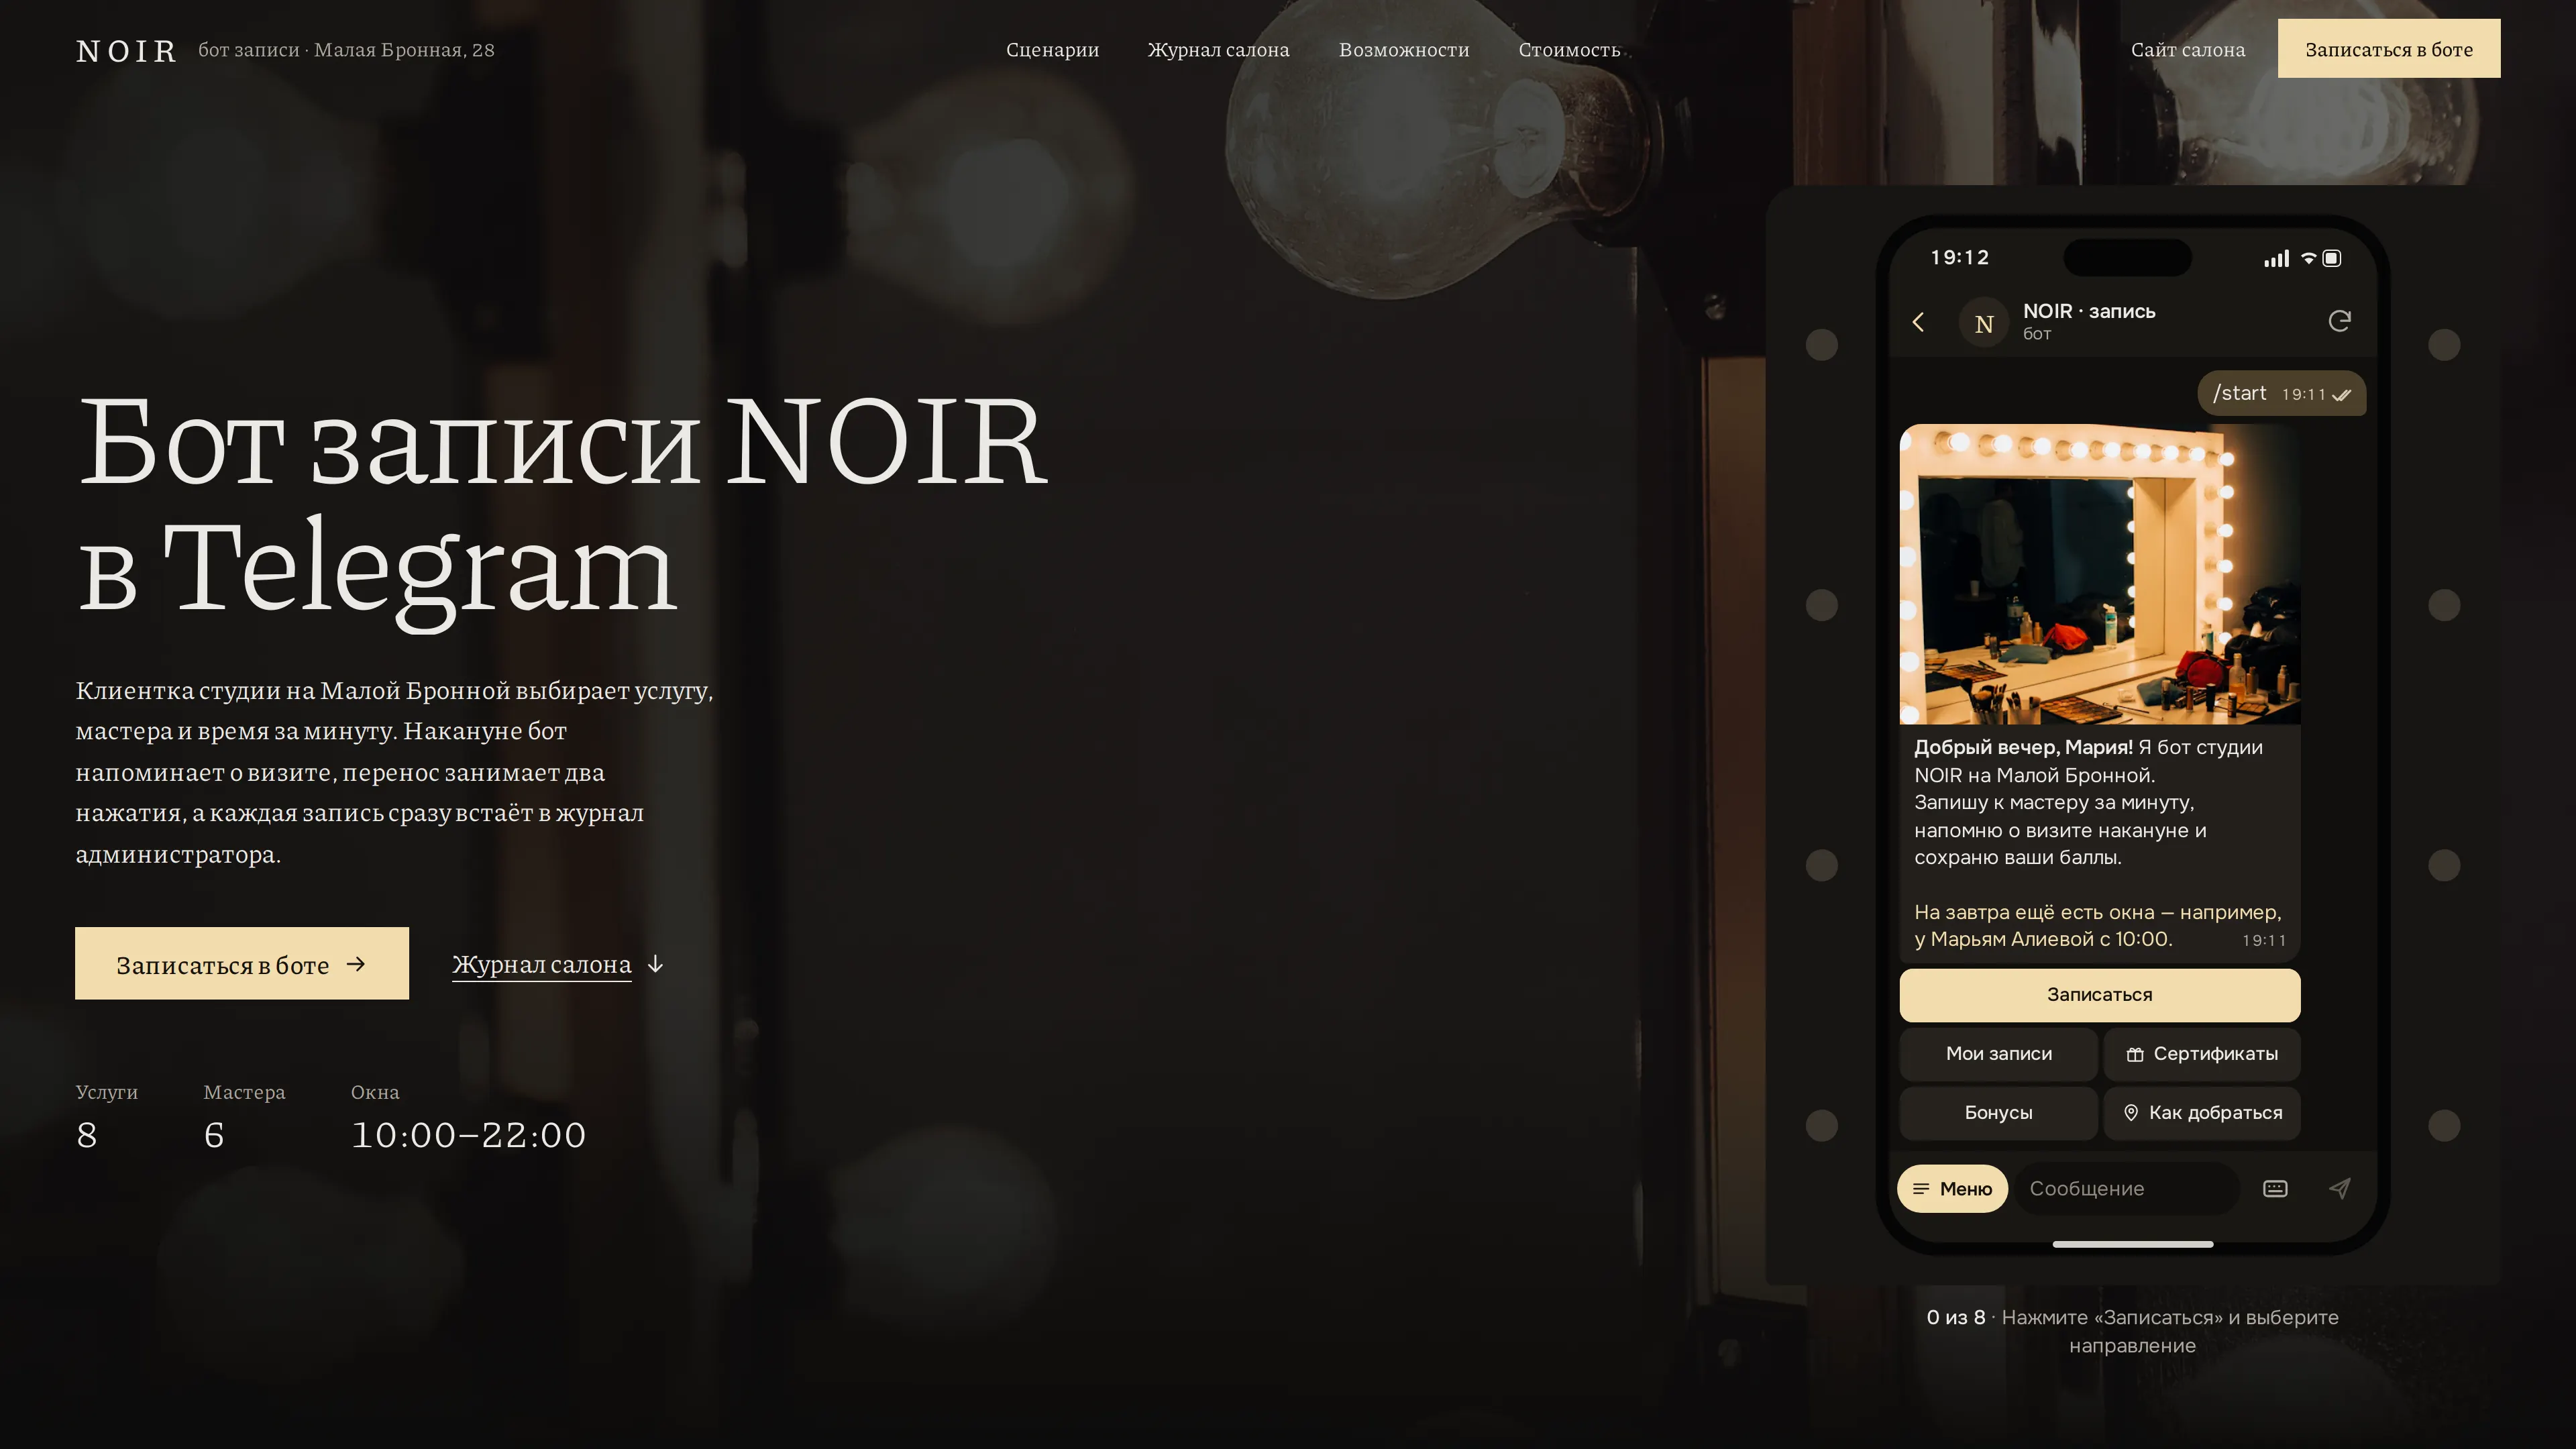 NOIR бот записи · Малая Бронная, 28
Сценарии Журнал салона Возможности Стоимость
Сайт салона Записаться в боте
Бот записи NOIR
в Telegram
Клиентка студии на Малой Бронной выбирает услугу,
мастера и время за минуту. Накануне бот
напоминает о визите, перенос занимает два
нажатия, а каждая запись сразу встаёт в журнал
администратора.
Записаться в боте → Журнал салона ↓
Услуги Мастера Окна
8 6 10:00–22:00
19:12
N NOIR · запись
бот
/start 19:11
Добрый вечер, Мария! Я бот студии
NOIR на Малой Бронной.
Запишу к мастеру за минуту,
напомню о визите накануне и
сохраню ваши баллы.
На завтра ещё есть окна — например,
у Марьям Алиевой с 10:00. 19:11
Записаться
Мои записи Сертификаты
Бонусы Как добраться
Меню Сообщение
0 из 8 · Нажмите «Записаться» и выберите
направление